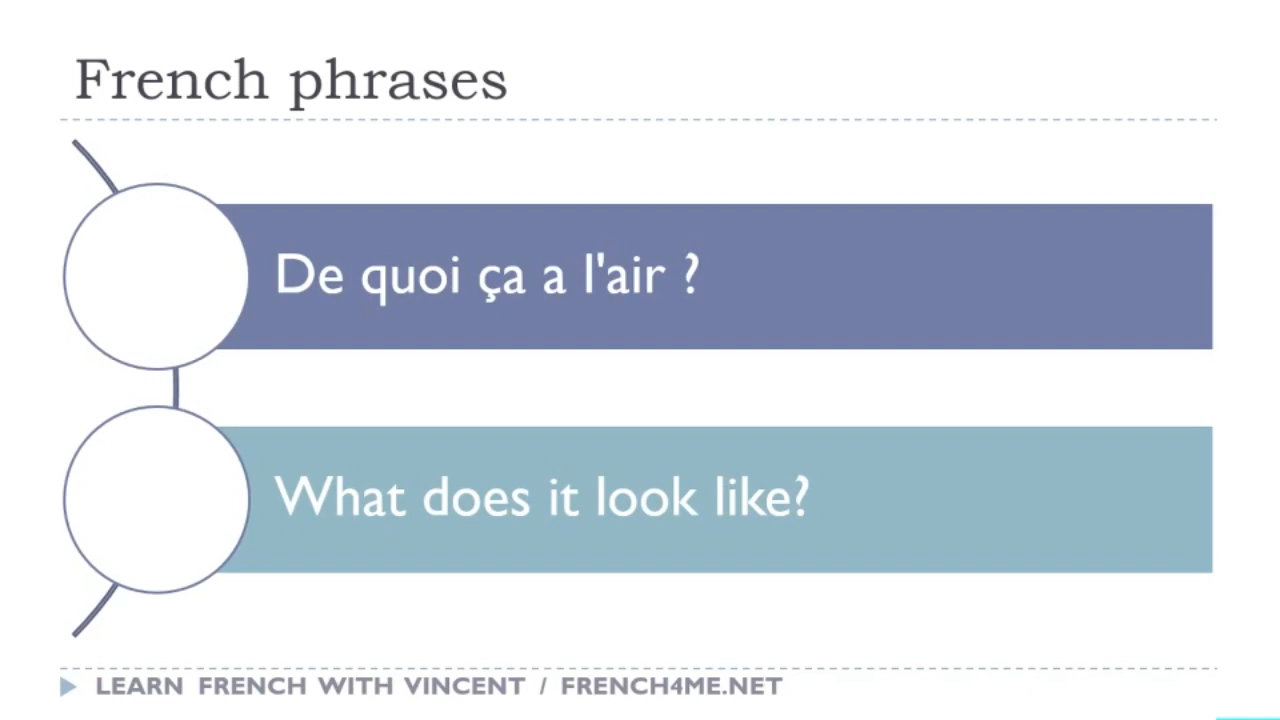 French phrases
De quoi ça a l'air ?
What does it look like?
LEARN FRENCH WITH VINCENT / FRENCH4ME.NET